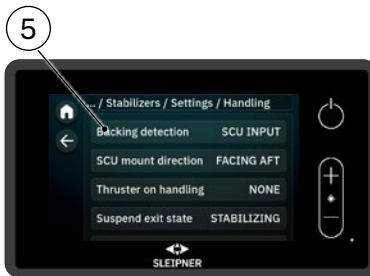 5
... / Stabilizers / Settings / Handling
Backing detection SCU INPUT
SCU mount direction FACING AFT
Thruster on handling NONE
Suspend exit state STABILIZING
SLEIPNER